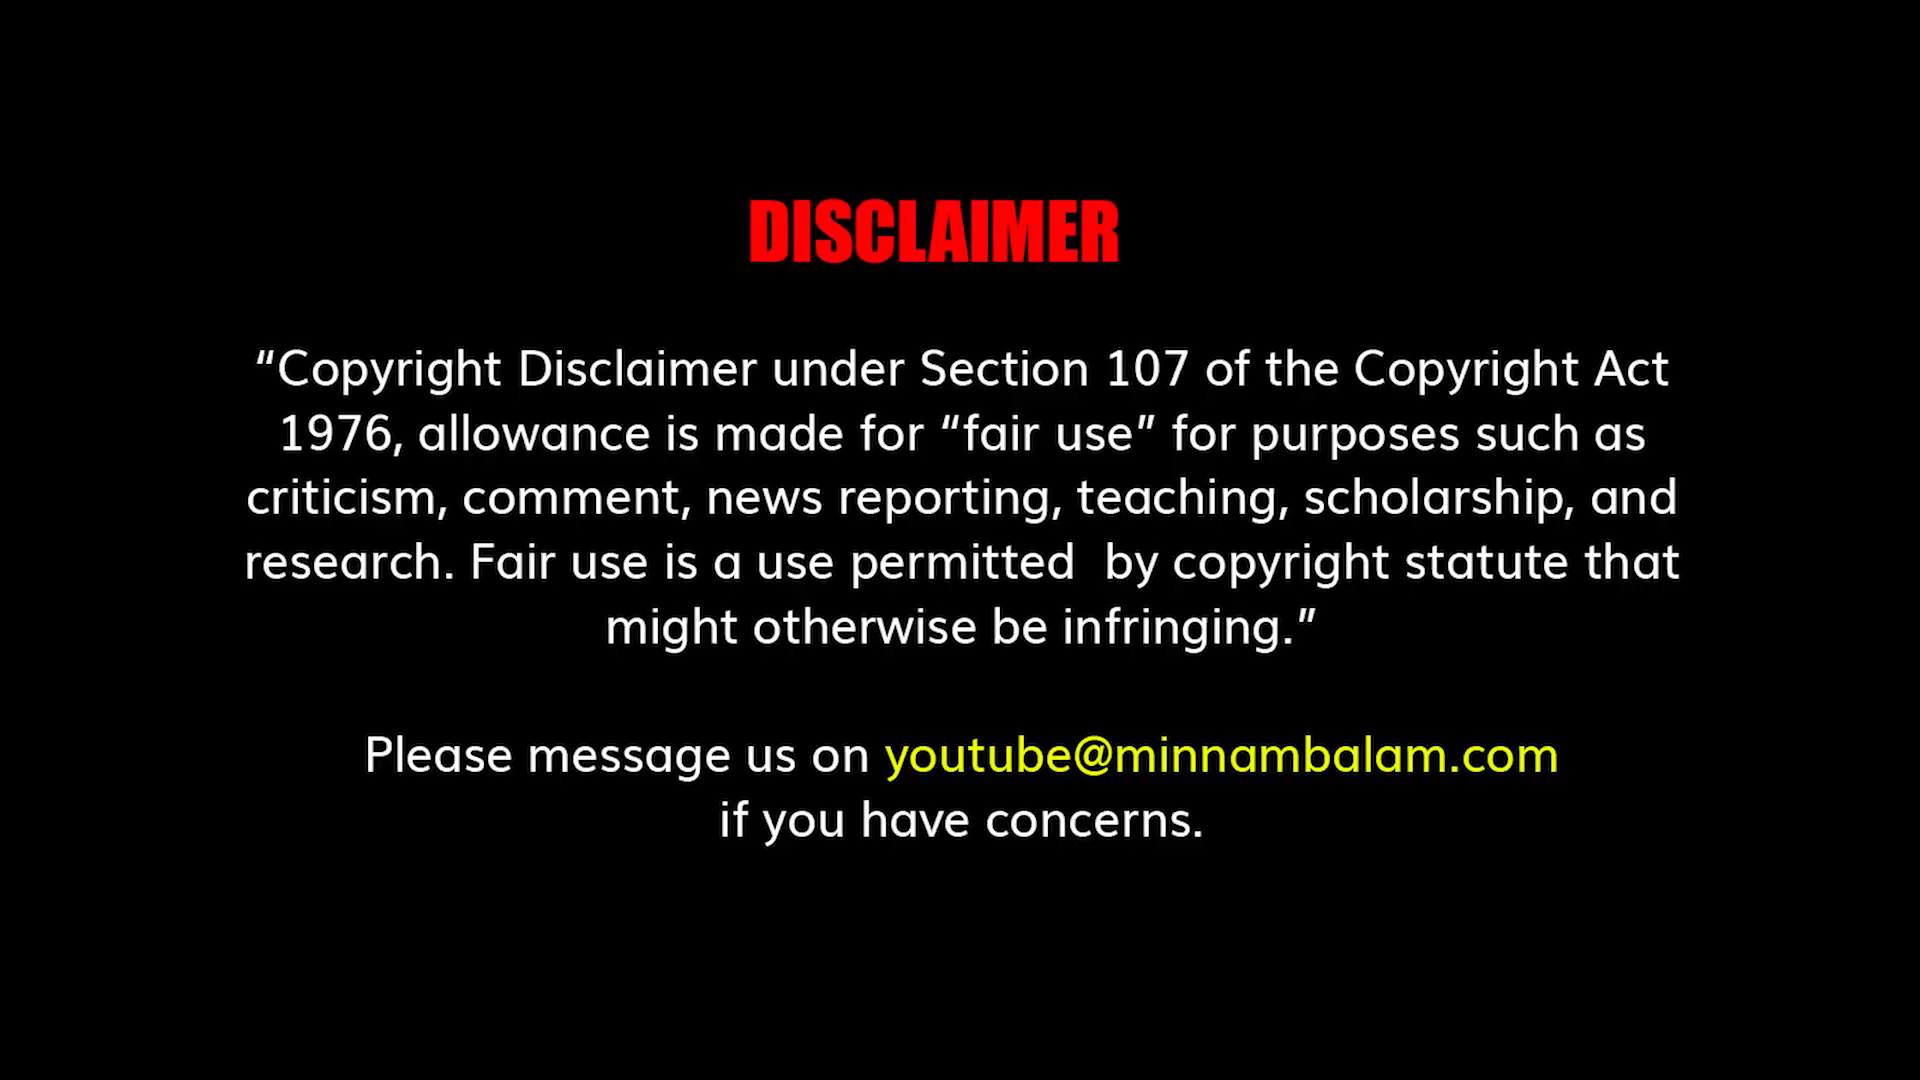 DISCLAIMER
“Copyright Disclaimer under Section 107 of the Copyright Act
1976, allowance is made for “fair use” for purposes such as
criticism, comment, news reporting, teaching, scholarship, and
research. Fair use is a use permitted  by copyright statute that
might otherwise be infringing.”
Please message us on youtube@minnambalam.com
if you have concerns.